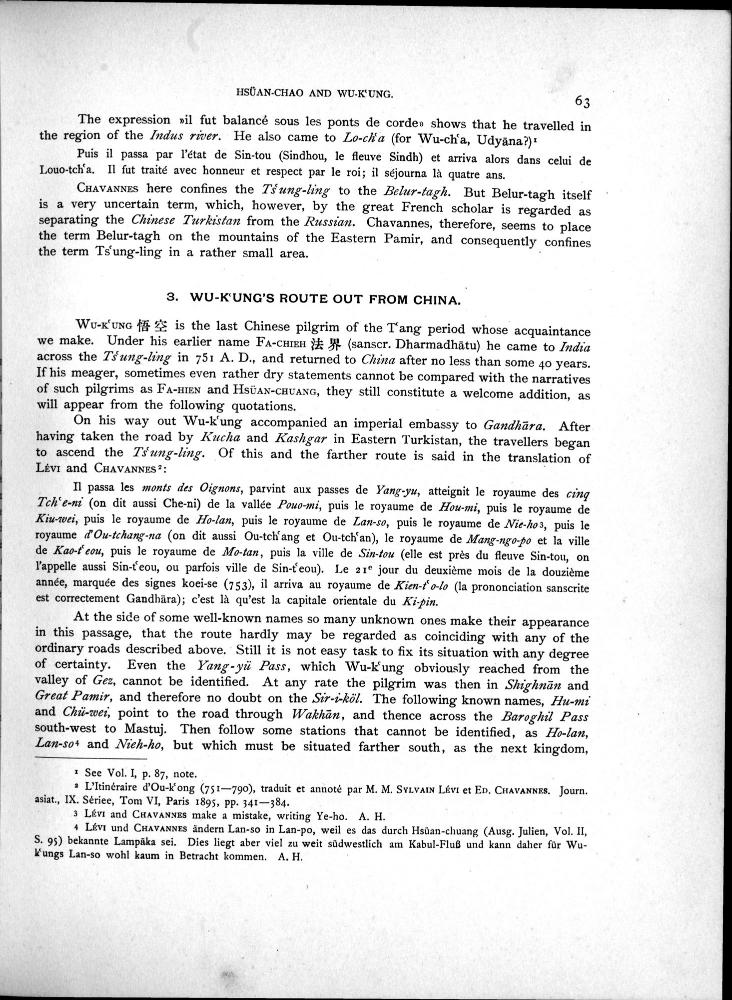 HSÜAN-CHAO AND WU-K‘UNG.
63
The expression »il fut balancé sous les ponts de corde» shows that he travelled in
the region of the Indus river. He also came to Lo-ch‘a (for Wu-ch‘a, Udyāna?)¹
Puis il passa par l'état de Sin-tou (Sindhou, le fleuve Sindh) et arriva alors dans celui de
Louo-tch‘a. Il fut traité avec honneur et respect par le roi; il séjourna là quatre ans.
CHAVANNES here confines the Ts‘ung-ling to the Belur-tagh. But Belur-tagh itself
is a very uncertain term, which, however, by the great French scholar is regarded as
separating the Chinese Turkistan from the Russian. Chavannes, therefore, seems to place
the term Belur-tagh on the mountains of the Eastern Pamir, and consequently confines
the term Ts‘ung-ling in a rather small area.
3. WU-K‘UNG'S ROUTE OUT FROM CHINA.
WU-K‘UNG 悟空 is the last Chinese pilgrim of the T‘ang period whose acquaintance
we make. Under his earlier name FA-CHIEH 法界 (sanscr. Dharmadhātu) he came to India
across the Ts‘ung-ling in 751 A. D., and returned to China after no less than some 40 years.
If his meager, sometimes even rather dry statements cannot be compared with the narratives
of such pilgrims as FA-HIEN and HSÜAN-CHUANG, they still constitute a welcome addition, as
will appear from the following quotations.
On his way out Wu-k‘ung accompanied an imperial embassy to Gandhāra. After
having taken the road by Kucha and Kashgar in Eastern Turkistan, the travellers began
to ascend the Ts‘ung-ling. Of this and the farther route is said in the translation of
LÉVI and CHAVANNES²:
Il passa les monts des Oignons, parvint aux passes de Yang-yu, atteignit le royaume des cinq
Tch‘e-ni (on dit aussi Che-ni) de la vallée Pouo-mi, puis le royaume de Hou-mi, puis le royaume de
Kiu-wei, puis le royaume de Ho-lan, puis le royaume de Lan-so, puis le royaume de Nie-ho³, puis le
royaume d'Ou-tchang-na (on dit aussi Ou-tch‘ang et Ou-tch‘an), le royaume de Mang-ngo-po et la ville
de Kao-t‘eou, puis le royaume de Mo-tan, puis la ville de Sin-tou (elle est près du fleuve Sin-tou, on
l'appelle aussi Sin-t‘eou, ou parfois ville de Sin-t‘eou). Le 21ᵉ jour du deuxième mois de la douzième
année, marquée des signes koei-se (753), il arriva au royaume de Kien-t‘o-lo (la prononciation sanscrite
est correctement Gandhāra); c'est là qu'est la capitale orientale du Ki-pin.
At the side of some well-known names so many unknown ones make their appearance
in this passage, that the route hardly may be regarded as coinciding with any of the
ordinary roads described above. Still it is not easy task to fix its situation with any degree
of certainty. Even the Yang-yü Pass, which Wu-k‘ung obviously reached from the
valley of Gez, cannot be identified. At any rate the pilgrim was then in Shighnān and
Great Pamir, and therefore no doubt on the Sir-i-köl. The following known names, Hu-mi
and Chü-wei, point to the road through Wakhān, and thence across the Baroghil Pass
south-west to Mastuj. Then follow some stations that cannot be identified, as Ho-lan,
Lan-so⁴ and Nieh-ho, but which must be situated farther south, as the next kingdom,
¹ See Vol. I, p. 87, note.
² L'Itinéraire d'Ou-k‘ong (751—790), traduit et annoté par M. M. SYLVAIN LÉVI et ED. CHAVANNES. Journ.
asiat., IX. Sériee, Tom VI, Paris 1895, pp. 341—384.
³ LÉVI and CHAVANNES make a mistake, writing Ye-ho. A. H.
⁴ LÉVI und CHAVANNES ändern Lan-so in Lan-po, weil es das durch Hsüan-chuang (Ausg. Julien, Vol. II,
S. 95) bekannte Lampāka sei. Dies liegt aber viel zu weit südwestlich am Kabul-Fluß und kann daher für Wu-
k‘ungs Lan-so wohl kaum in Betracht kommen. A. H.